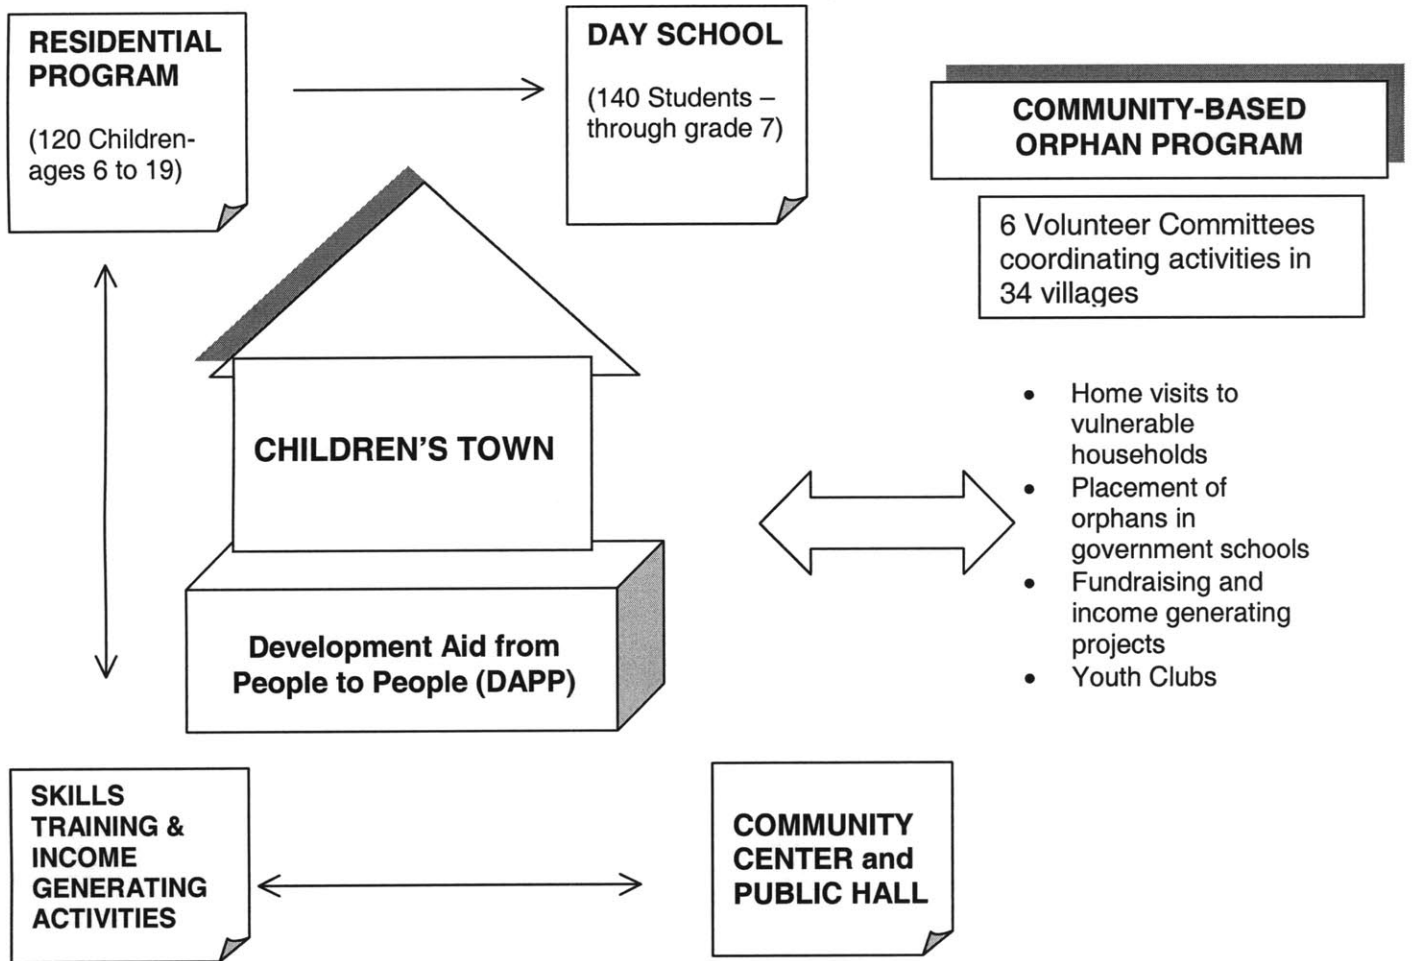 RESIDENTIAL
PROGRAM
(120 Children-
ages 6 to 19)
DAY SCHOOL
(140 Students –
through grade 7)
COMMUNITY-BASED
ORPHAN PROGRAM
6 Volunteer Committees
coordinating activities in
34 villages
CHILDREN'S TOWN
Development Aid from
People to People (DAPP)
• Home visits to
vulnerable
households
• Placement of
orphans in
government schools
• Fundraising and
income generating
projects
• Youth Clubs
SKILLS
TRAINING &
INCOME
GENERATING
ACTIVITIES
COMMUNITY
CENTER and
PUBLIC HALL